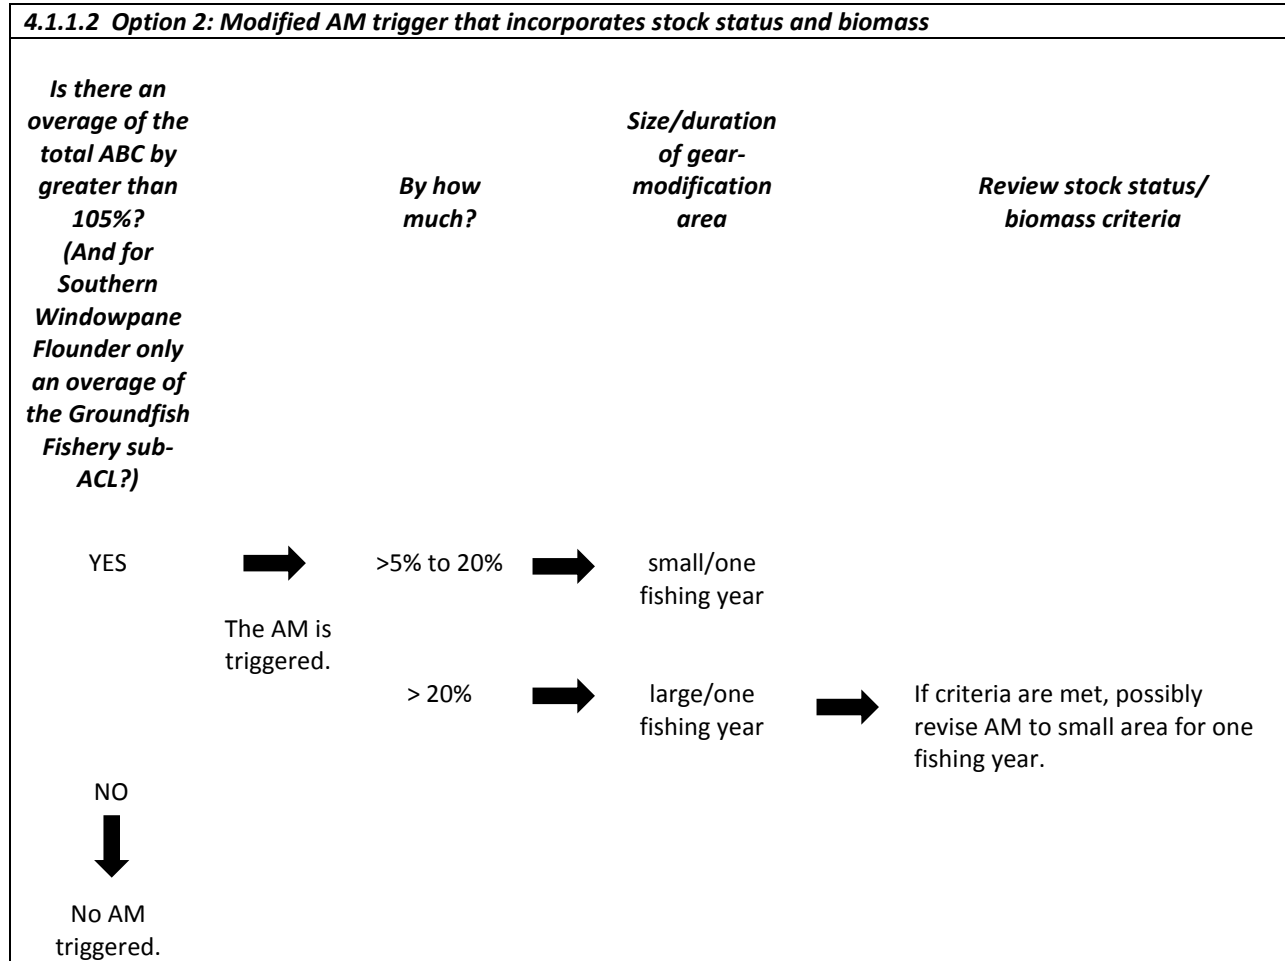 4.1.1.2 Option 2: Modified AM trigger that incorporates stock status and biomass
Is there an
overage of the
total ABC by
greater than
105%?
(And for
Southern
Windowpane
Flounder only
an overage of
the Groundfish
Fishery sub-
ACL?)
By how
much?
Size/duration
of gear-
modification
area
Review stock status/
biomass criteria
YES
The AM is
triggered.
>5% to 20%
small/one
fishing year
> 20%
large/one
fishing year
If criteria are met, possibly
revise AM to small area for one
fishing year.
NO
No AM
triggered.